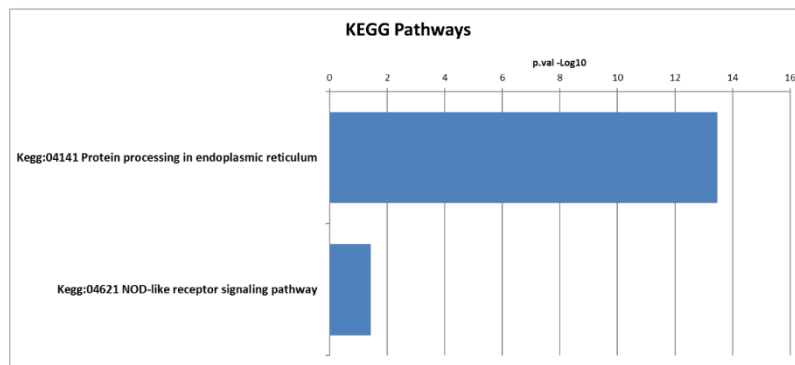 KEGG Pathways
p.val -Log10
0 2 4 6 8 10 12 14 16
Kegg:04141 Protein processing in endoplasmic reticulum
Kegg:04621 NOD-like receptor signaling pathway